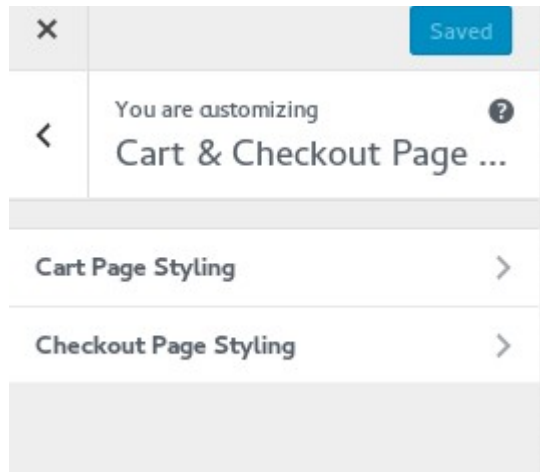 Saved
You are customizing
Cart & Checkout Page ...
Cart Page Styling
Checkout Page Styling